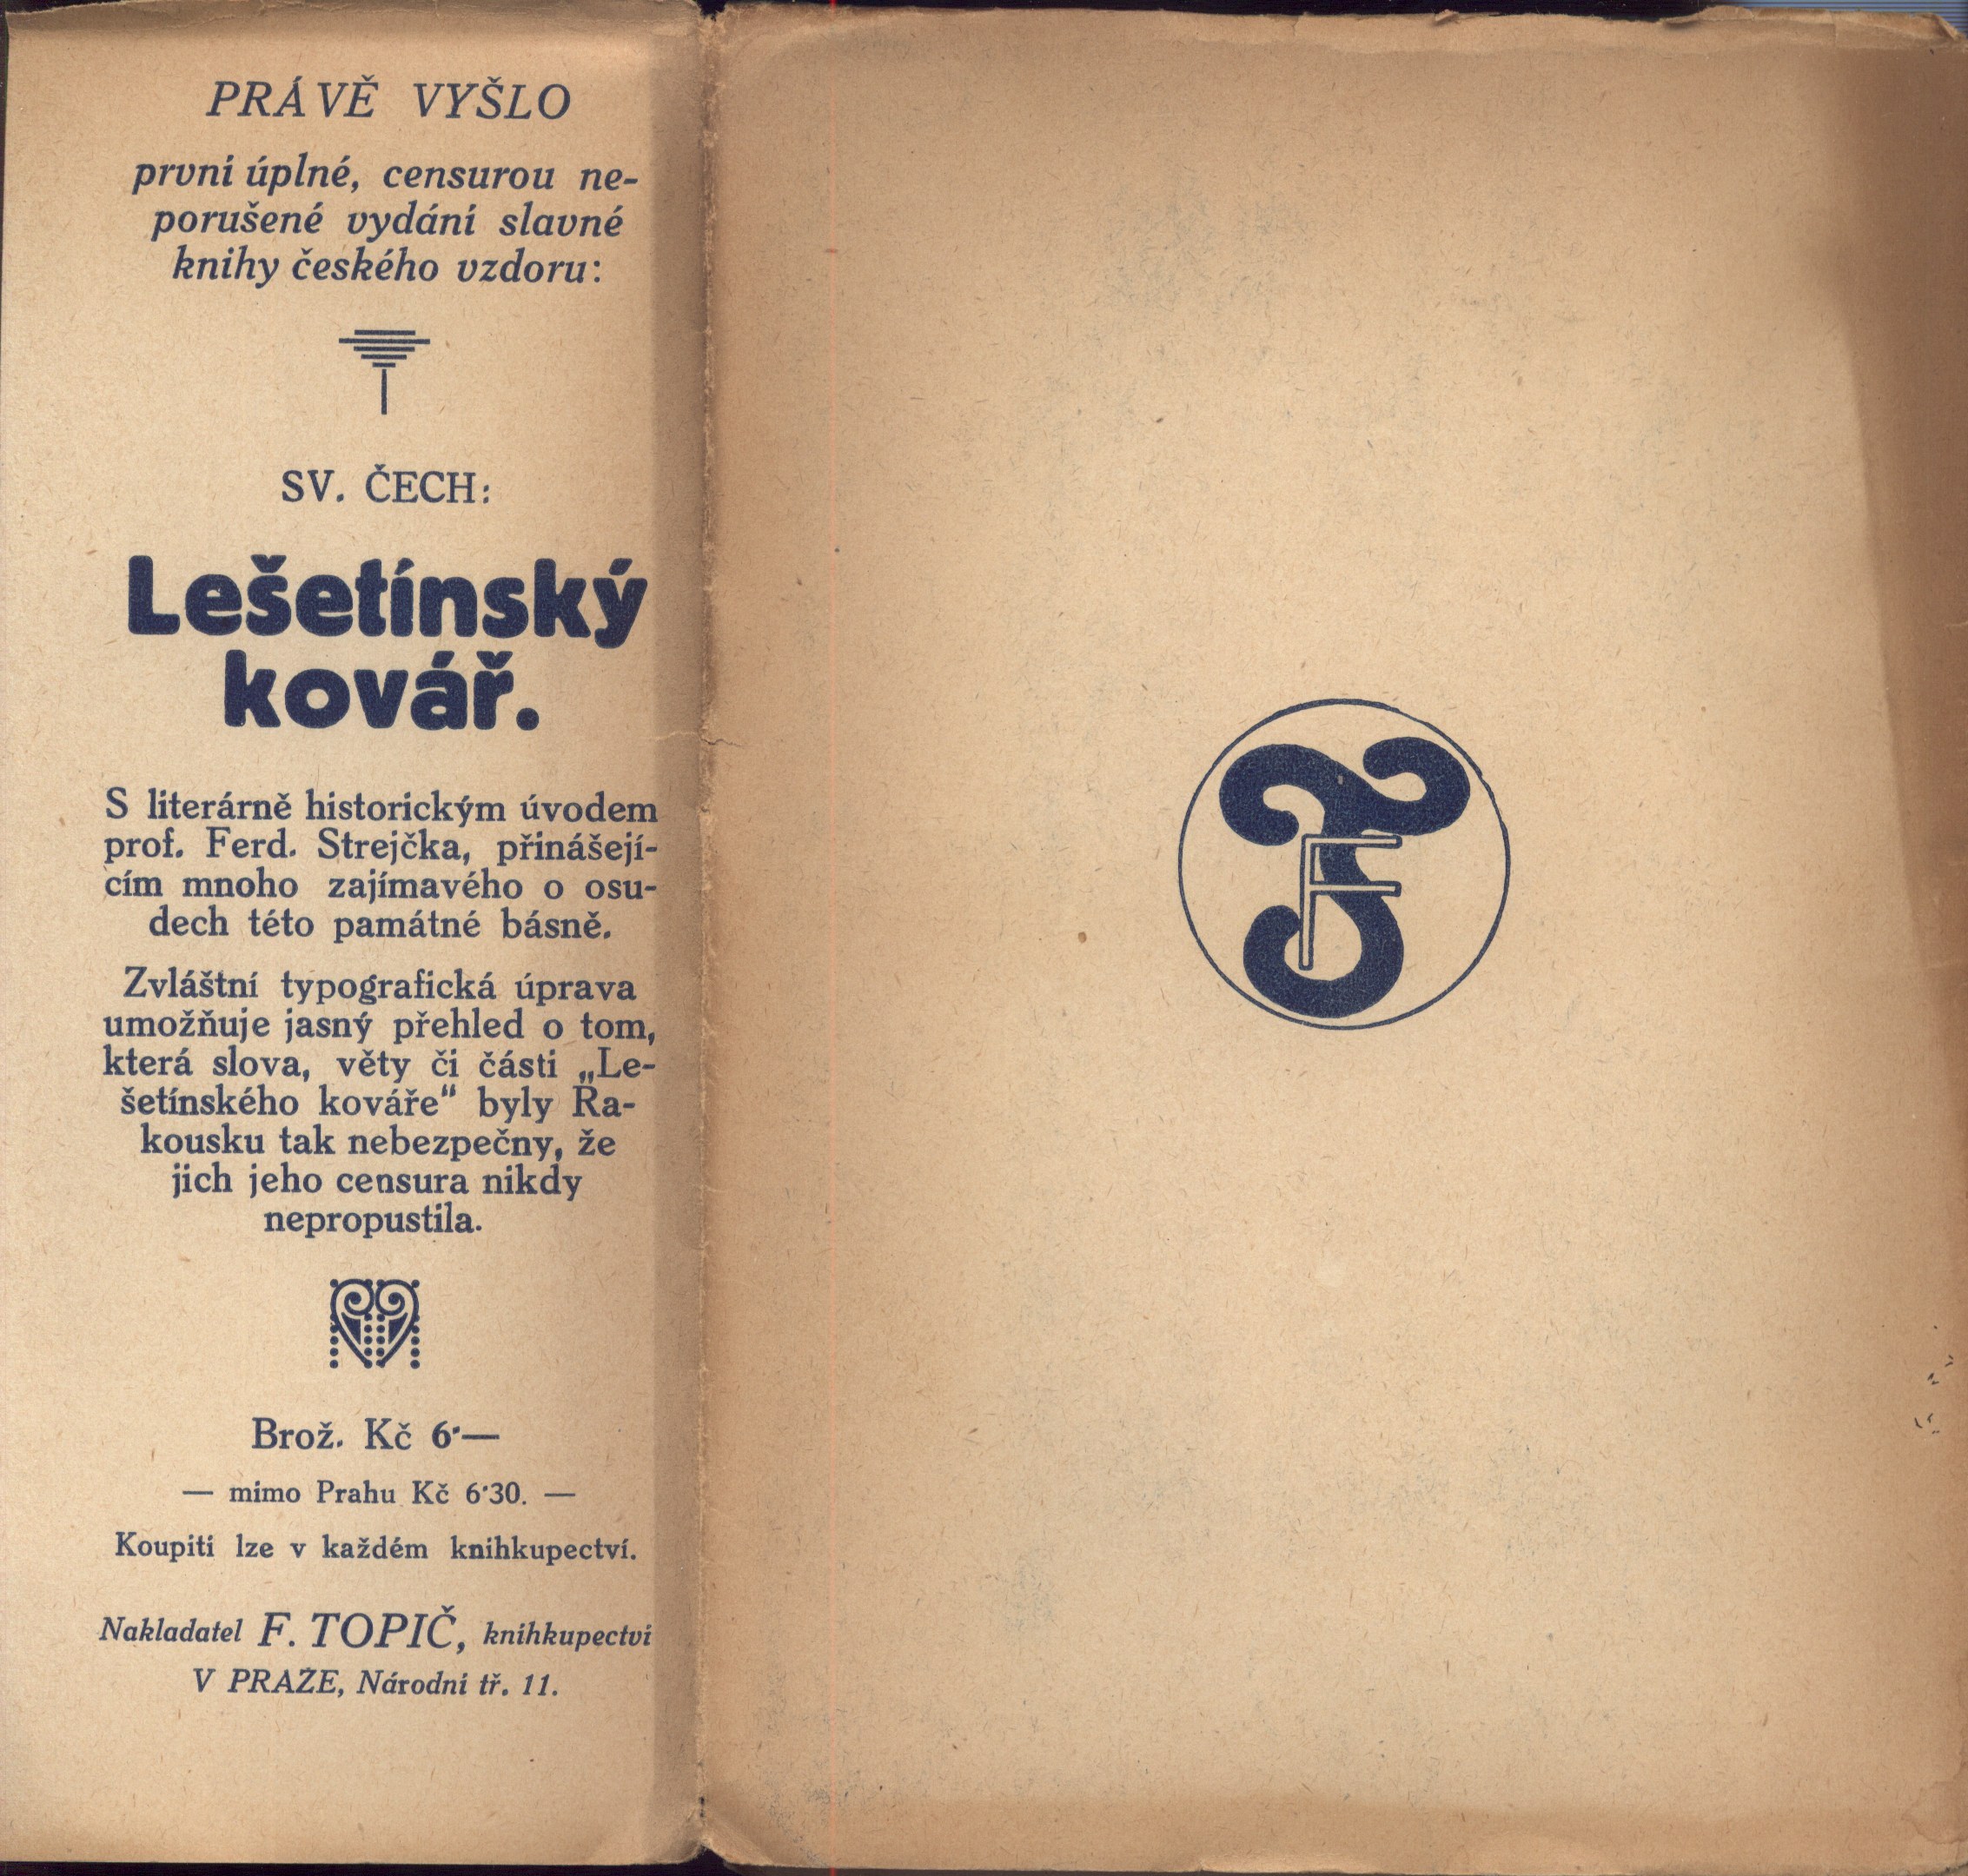 PRÁVĚ VYŠLO
první úplné, censurou ne-
porušené vydání slavné
knihy českého vzdoru:
SV. ČECH:
Lešetínský
kovář.
S literárně historickým úvodem
prof. Ferd. Strejčka, přinášejí-
cím mnoho zajímavého o osu-
dech této památné básně.
Zvláštní typografická úprava
umožňuje jasný přehled o tom,
která slova, věty či části „Le-
šetínského kováře“ byly Ra-
kousku tak nebezpečny, že
jich jeho censura nikdy
nepropustila.
Brož. Kč 6·—
— mimo Prahu Kč 6·30. —
Koupiti lze v každém knihkupectví.
Nakladatel F. TOPIČ, knihkupectví
V PRAZE, Národní tř. 11.
FT